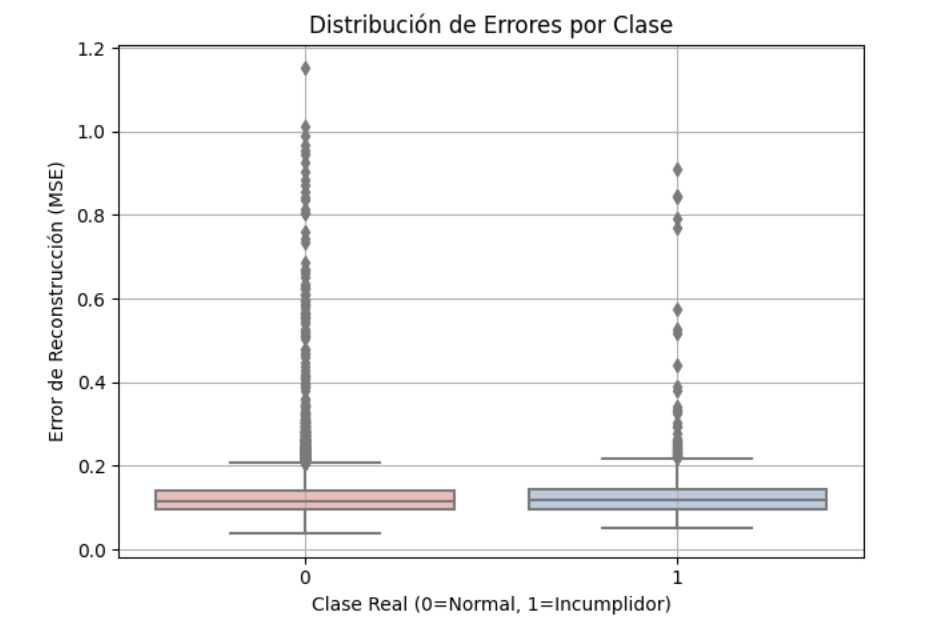 Distribución de Errores por Clase
1.2
1.0
0.8
0.6
0.4
0.2
0.0
Error de Reconstrucción (MSE)
0 1
Clase Real (0=Normal, 1=Incumplidor)